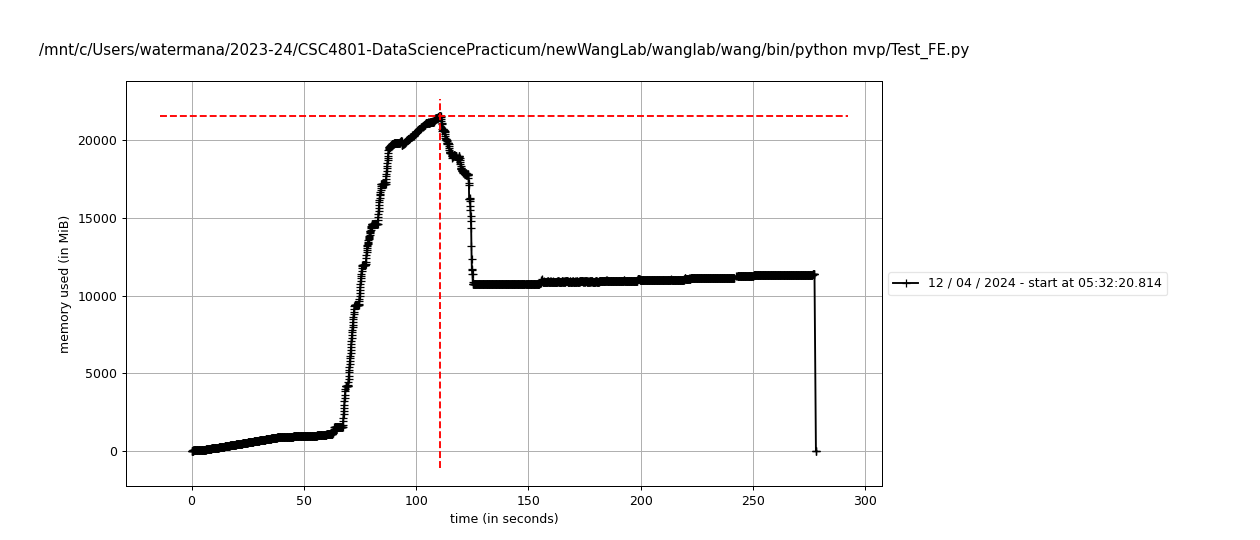 /mnt/c/Users/watermana/2023-24/CSC4801-DataSciencePracticum/newWangLab/wanglab/wang/bin/python mvp/Test_FE.py
memory used (in MiB)
20000
15000
10000
5000
0
0 50 100 150 200 250 300
time (in seconds)
12 / 04 / 2024 - start at 05:32:20.814